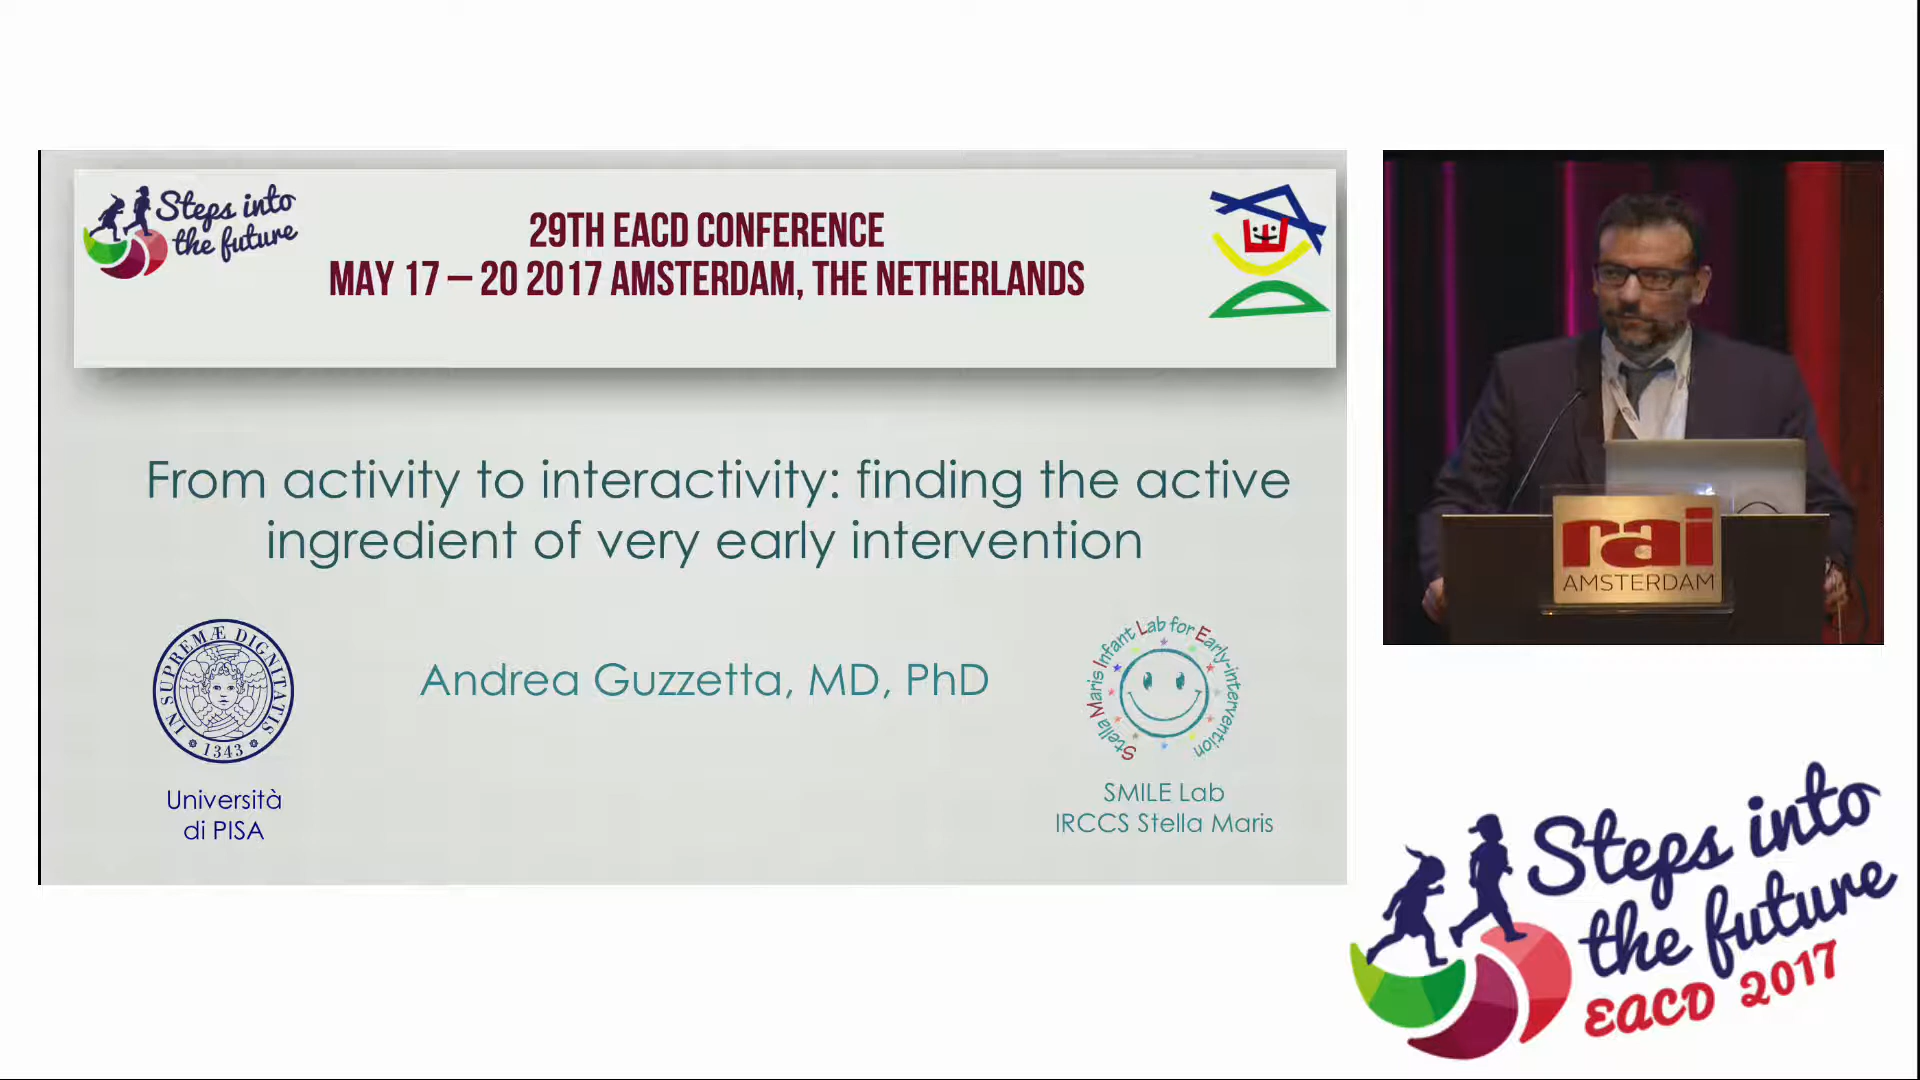 Steps into
the future
29TH EACD CONFERENCE
MAY 17 – 20 2017 AMSTERDAM, THE NETHERLANDS
From activity to interactivity: finding the active
ingredient of very early intervention
Andrea Guzzetta, MD, PhD
IN SUPREMÆ DIGNITATIS
1343
Università
di PISA
Stella Maris Infant Lab for Early-intervention
SMILE Lab
IRCCS Stella Maris
rai
AMSTERDAM
Steps into
the future
EACD 2017